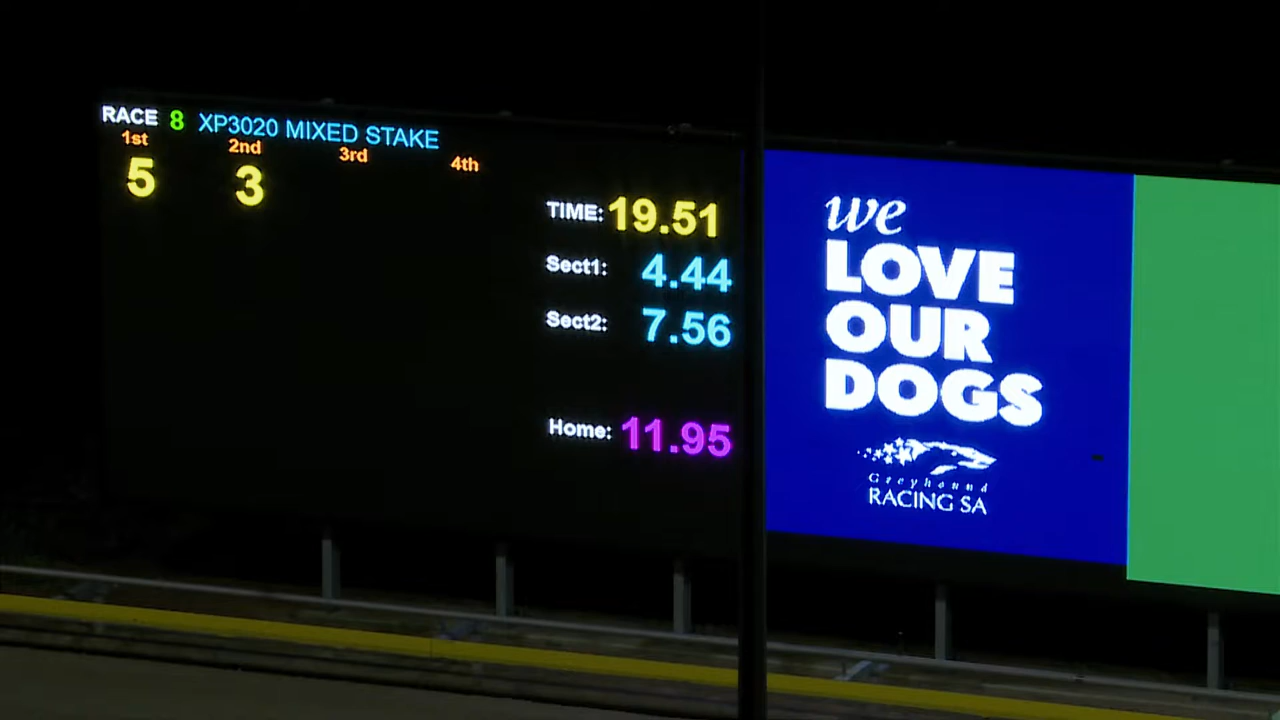 RACE 8 XP3020 MIXED STAKE
1st 2nd 3rd 4th
5 3
TIME: 19.51
Sect1: 4.44
Sect2: 7.56
Home: 11.95
we
LOVE
OUR
DOGS
Greyhound
RACING SA